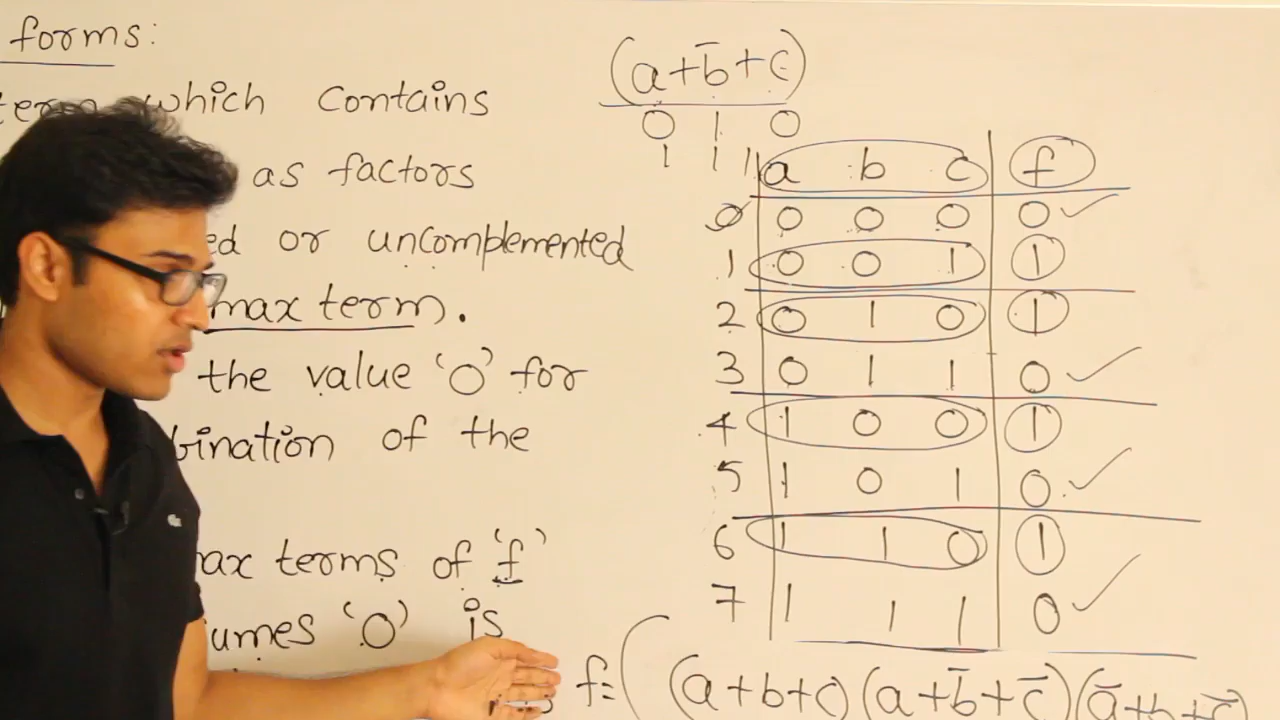 forms:
term which contains
as factors
ed or uncomplemented
max term.
the value 'O' for
bination of the
max terms of 'f'
umes 'O' is
(a+b̅+c)
0 1 0
1 1 1
a b c f
0 0 0 0 0 ✓
1 0 0 1 1
2 0 1 0 1
3 0 1 1 0 ✓
4 1 0 0 1
5 1 0 1 0 ✓
6 1 1 0 1
7 1 1 1 0 ✓
f=( (a+b+c)(a+b̅+c̅)(a̅+b+c̅)